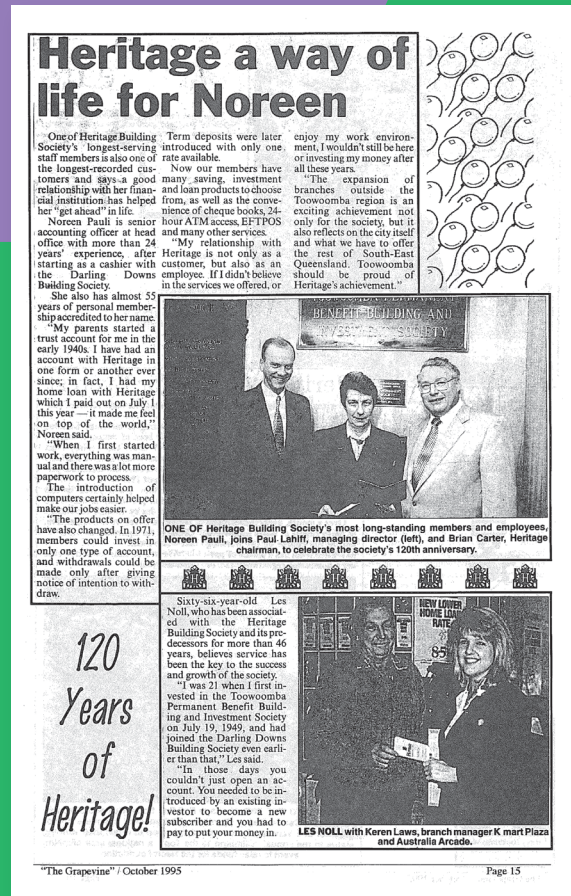 Heritage a way of
life for Noreen
One of Heritage Building
Society's longest-serving
staff members is also one of
the longest-recorded cus-
tomers and says a good
relationship with her finan-
cial institution has helped
her "get ahead" in life.
Noreen Pauli is senior
accounting officer at head
office with more than 24
years' experience, after
starting as a cashier with
the Darling Downs
Building Society.
She also has almost 55
years of personal member-
ship accredited to her name.
"My parents started a
trust account for me in the
early 1940s. I have had an
account with Heritage in
one form or another ever
since; in fact, I had my
home loan with Heritage
which I paid out on July 1
this year — it made me feel
on top of the world,"
Noreen said.
"When I first started
work, everything was man-
ual and there was a lot more
paperwork to process.
The introduction of
computers certainly helped
make our jobs easier.
"The products on offer
have also changed. In 1971,
members could invest in
only one type of account,
and withdrawals could be
made only after giving
notice of intention to with-
draw.
Term deposits were later
introduced with only one
rate available.
Now our members have
many saving, investment
and loan products to choose
from, as well as the conve-
nience of cheque books, 24-
hour ATM access, EFTPOS
and many other services.
"My relationship with
Heritage is not only as a
customer, but also as an
employee. If I didn't believe
in the services we offered, or
enjoy my work environ-
ment, I wouldn't still be here
or investing my money after
all these years.
"The expansion of
branches outside the
Toowoomba region is an
exciting achievement not
only for the society, but it
also reflects on the city itself
and what we have to offer
the rest of South-East
Queensland. Toowoomba
should be proud of
Heritage's achievement."
BENEFIT BUILDING AND
INVESTMENT SOCIETY
ONE OF Heritage Building Society's most long-standing members and employees,
Noreen Pauli, joins Paul Lahiff, managing director (left), and Brian Carter, Heritage
chairman, to celebrate the society's 120th anniversary.
120
Years
of
Heritage!
Sixty-six-year-old Les
Noll, who has been associat-
ed with the Heritage
Building Society and its pre-
decessors for more than 46
years, believes service has
been the key to the success
and growth of the society.
"I was 21 when I first in-
vested in the Toowoomba
Permanent Benefit Build-
ing and Investment Society
on July 19, 1949, and had
joined the Darling Downs
Building Society even earli-
er than that," Les said.
"In those days you
couldn't just open an ac-
count. You needed to be in-
troduced by an existing in-
vestor to become a new
subscriber and you had to
pay to put your money in.
NEW LOWER
HOME LOAN
RATE
LES NOLL with Keren Laws, branch manager K mart Plaza
and Australia Arcade.
"The Grapevine" / October 1995
Page 15